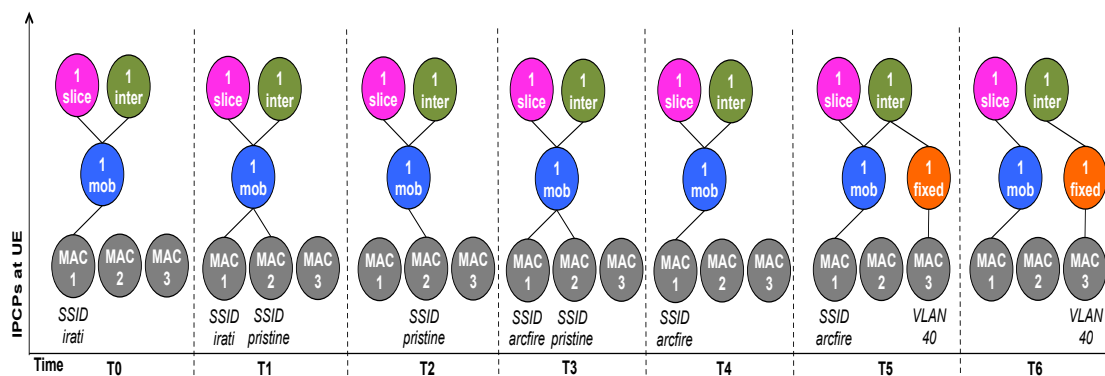 IPCPs at UE
1 1 1 1 1 1 1 1 1 1 1 1 1 1
slice inter slice inter slice inter slice inter slice inter slice inter slice inter
1 1 1 1 1 1 1 1 1
mob mob mob mob mob mob fixed mob fixed
MAC MAC MAC MAC MAC MAC MAC MAC MAC MAC MAC MAC MAC MAC MAC MAC MAC MAC MAC MAC MAC
1 2 3 1 2 3 1 2 3 1 2 3 1 2 3 1 2 3 1 2 3
SSID SSID SSID SSID SSID SSID SSID SSID VLAN VLAN
irati irati pristine pristine arcfire pristine arcfire arcfire 40 40
Time T0 T1 T2 T3 T4 T5 T6